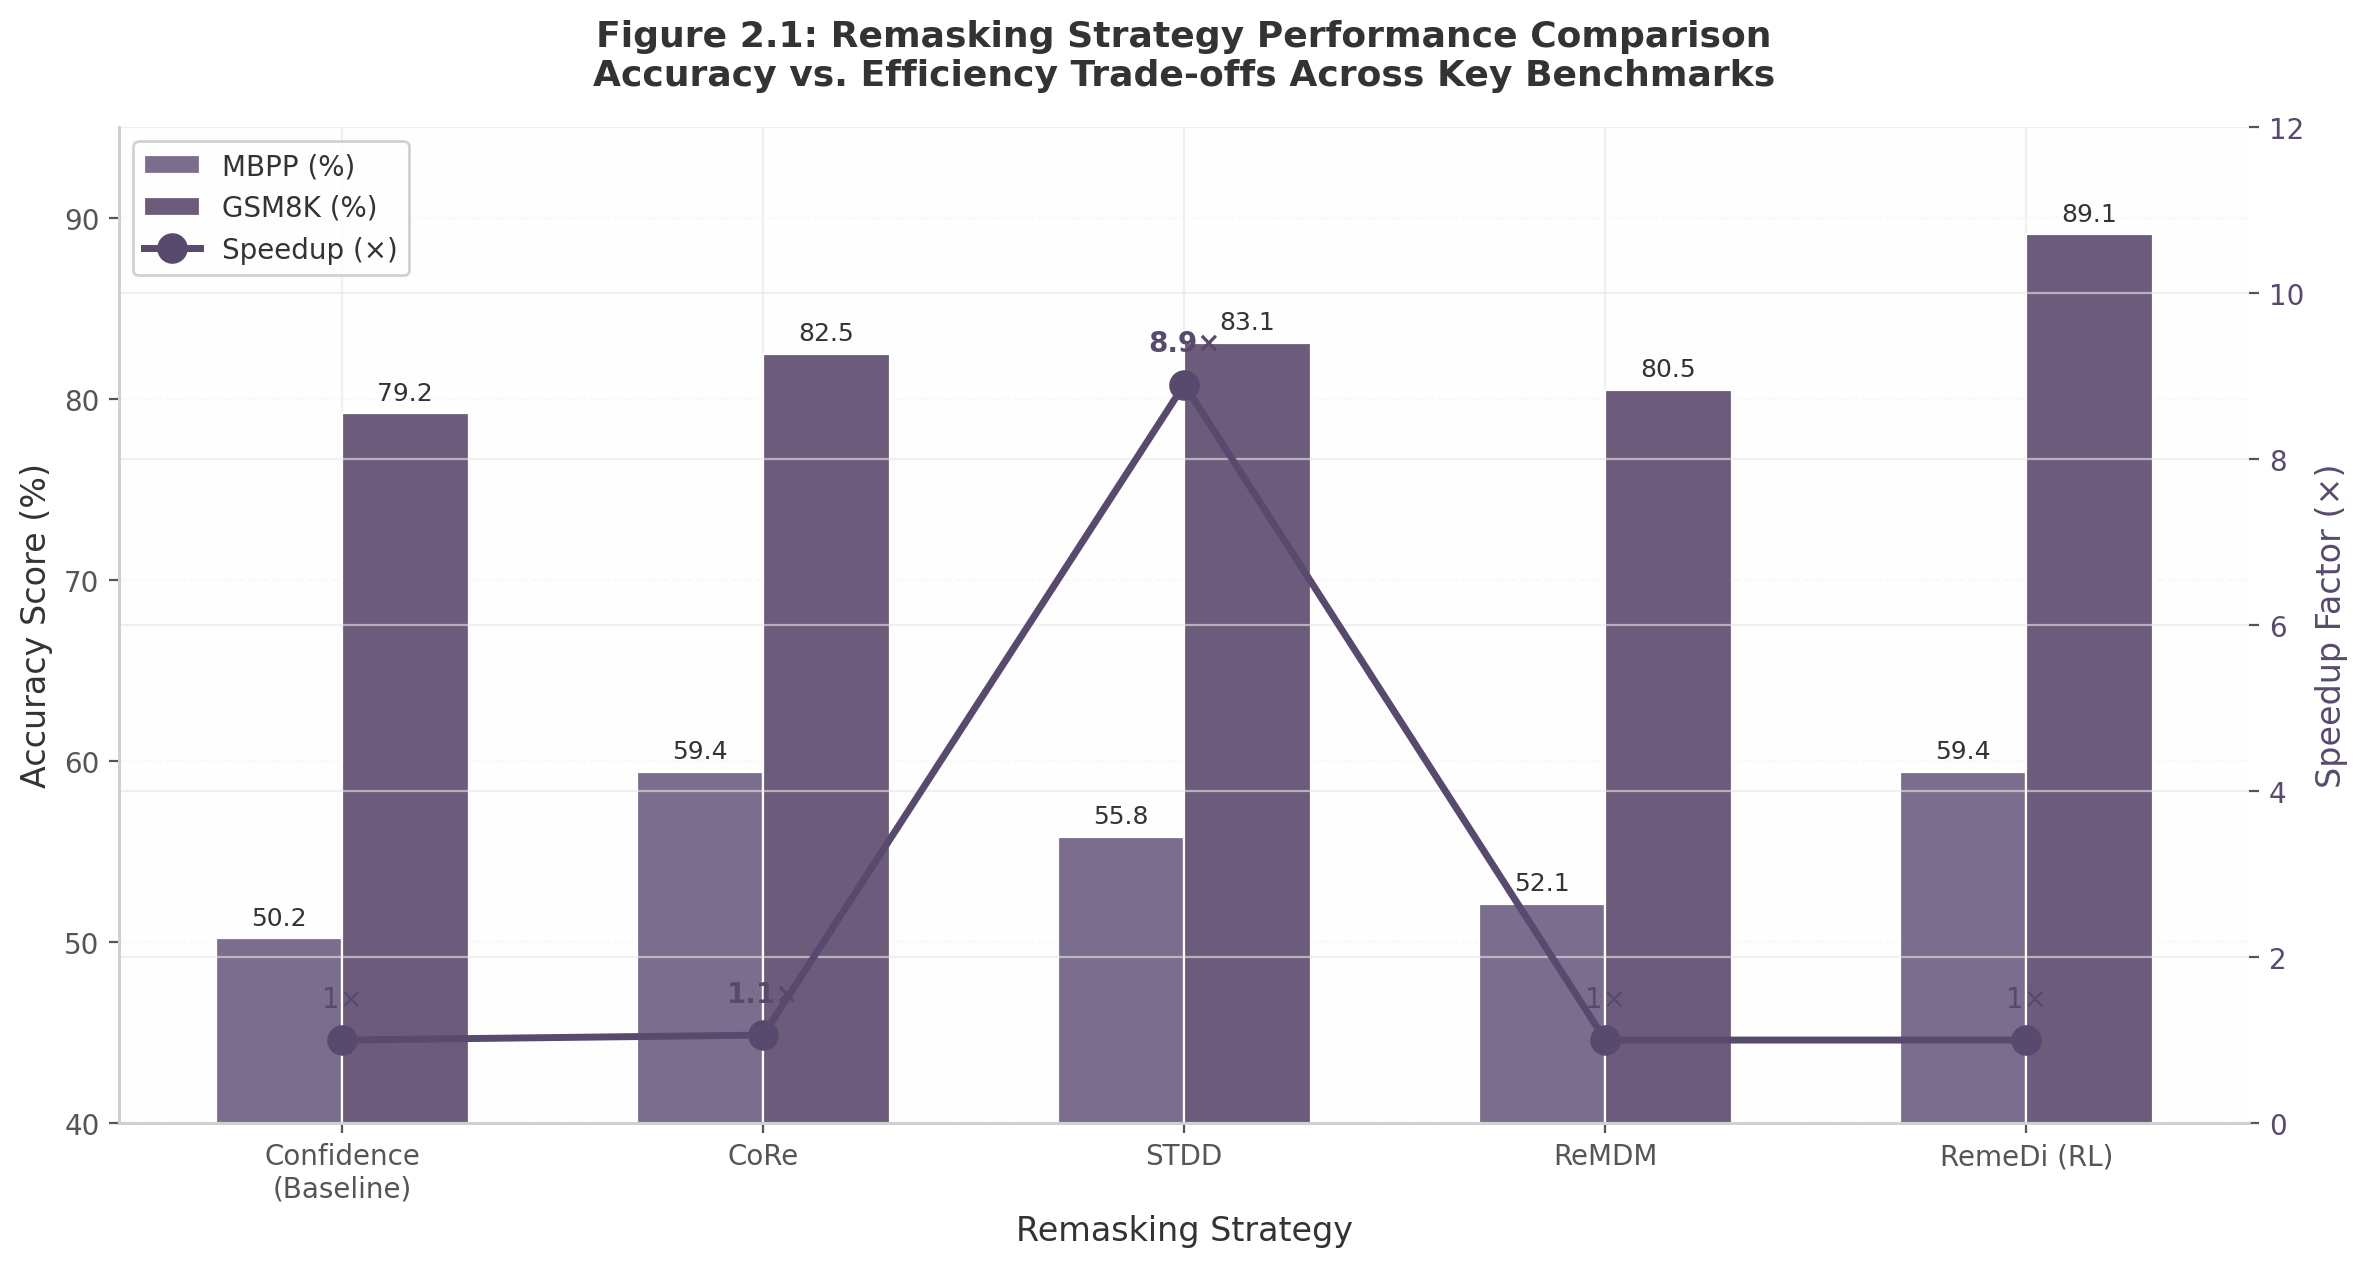 Figure 2.1: Remasking Strategy Performance Comparison
Accuracy vs. Efficiency Trade-offs Across Key Benchmarks
MBPP (%)
GSM8K (%)
Speedup (×)
Accuracy Score (%)
90
80
70
60
50
40
12
10
8
6
4
2
0
Speedup Factor (×)
50.2
79.2
1×
59.4
82.5
1.1×
55.8
83.1
8.9×
52.1
80.5
1×
59.4
89.1
1×
Confidence
(Baseline)
CoRe
STDD
ReMDM
RemeDi (RL)
Remasking Strategy